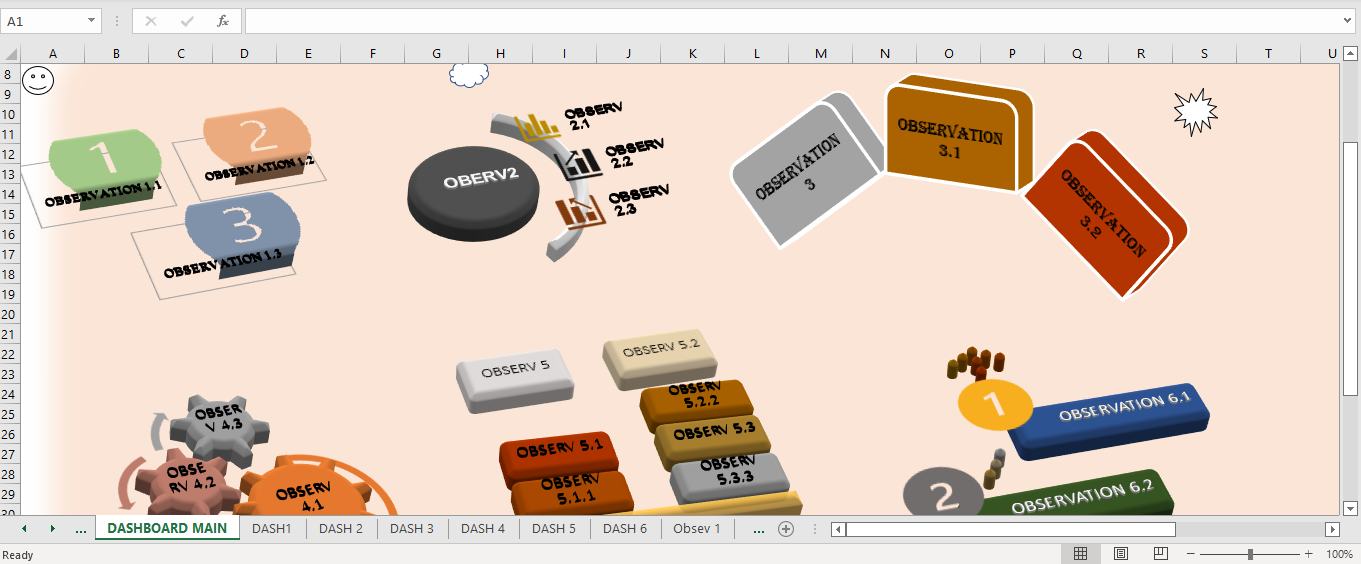 A1
fx
A B C D E F G H I J K L M N O P Q R S T U
8
9
10
11
12
13
14
15
16
17
18
19
20
21
22
23
24
25
26
27
28
29
30
1
OBSERVATION 1.1
2
OBSERVATION 1.2
3
OBSERVATION 1.3
OBERV2
OBSERV
2.1
OBSERV
2.2
OBSERV
2.3
OBSERVATION
3
OBSERVATION
3.1
OBSERVATION
3.2
OBSER
V 4.3
OBSE
RV 4.2
OBSERV
4.1
OBSERV 5
OBSERV 5.2
OBSERV
5.2.2
OBSERV 5.3
OBSERV
5.3.3
OBSERV 5.1
OBSERV
5.1.1
1
OBSERVATION 6.1
2
OBSERVATION 6.2
... DASHBOARD MAIN DASH1 DASH 2 DASH 3 DASH 4 DASH 5 DASH 6 Obsev 1 ...
Ready
100%